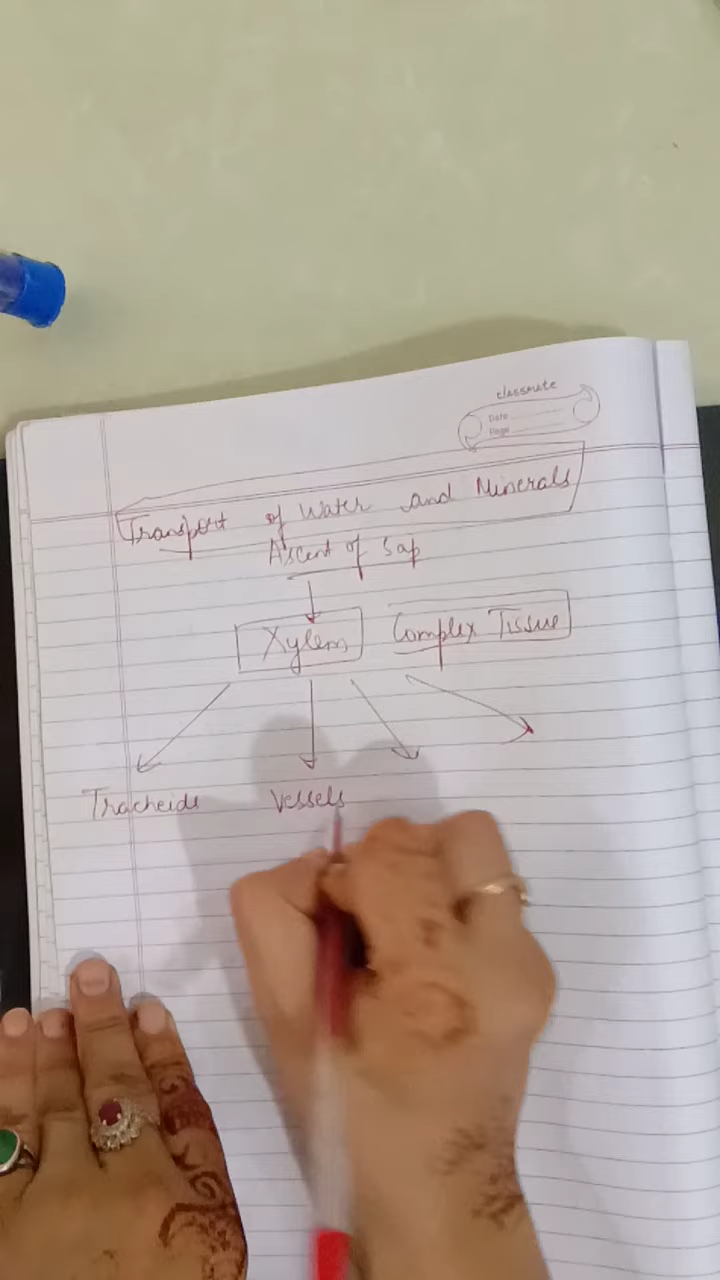 classmate
Date
Page
Transport of Water and Minerals
Ascent of Sap
Xylem Complex Tissue
Tracheids Vessels